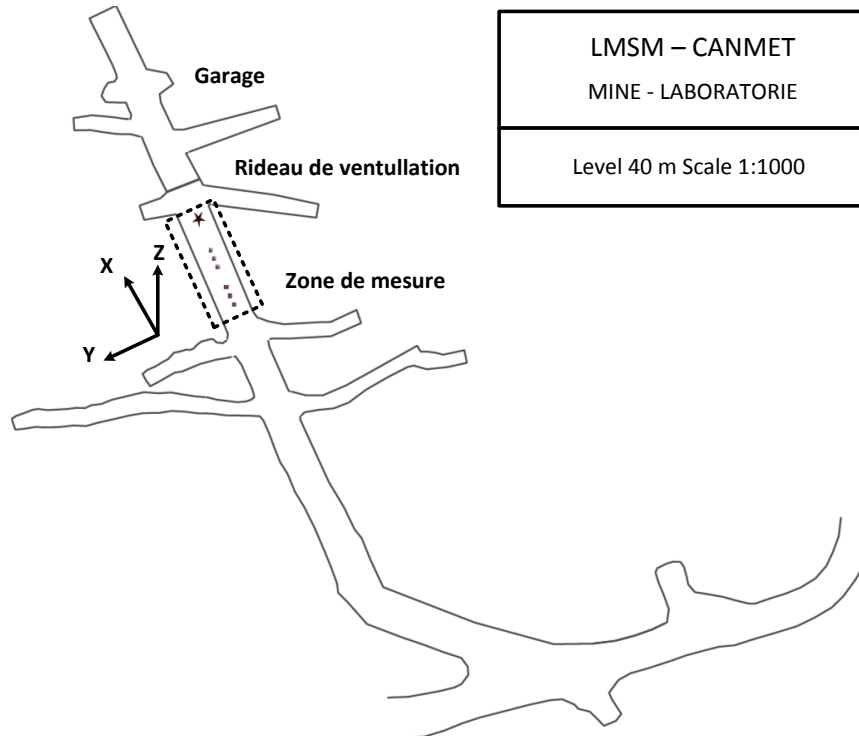 LMSM – CANMET
MINE - LABORATORIE
Level 40 m Scale 1:1000
Garage
Rideau de ventullation
Zone de mesure
Z
X
Y